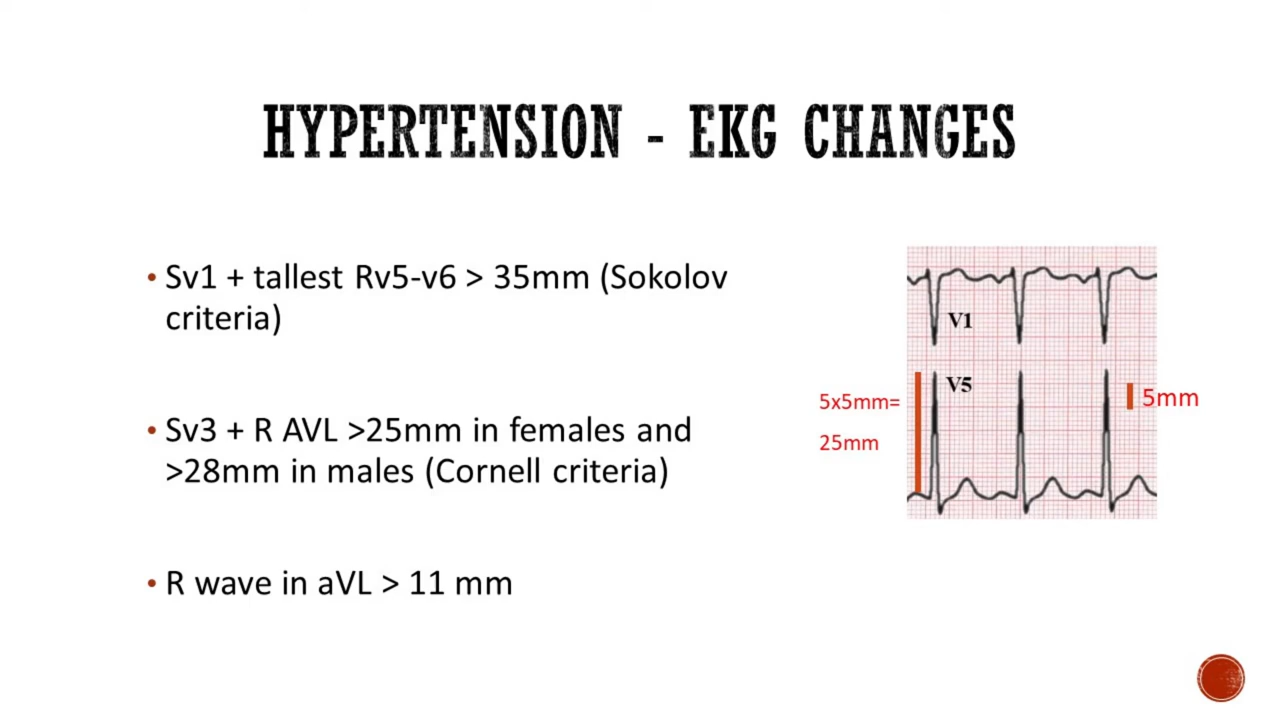 HYPERTENSION - EKG CHANGES
• Sv1 + tallest Rv5-v6 > 35mm (Sokolov
criteria)
• Sv3 + R AVL >25mm in females and
>28mm in males (Cornell criteria)
• R wave in aVL > 11 mm
V1
V5
5x5mm=
25mm
5mm